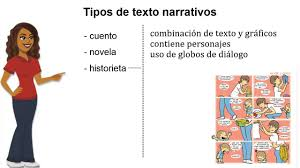 Tipos de texto narrativos
- cuento
- novela
- historieta
combinación de texto y gráficos
contiene personajes
uso de globos de diálogo